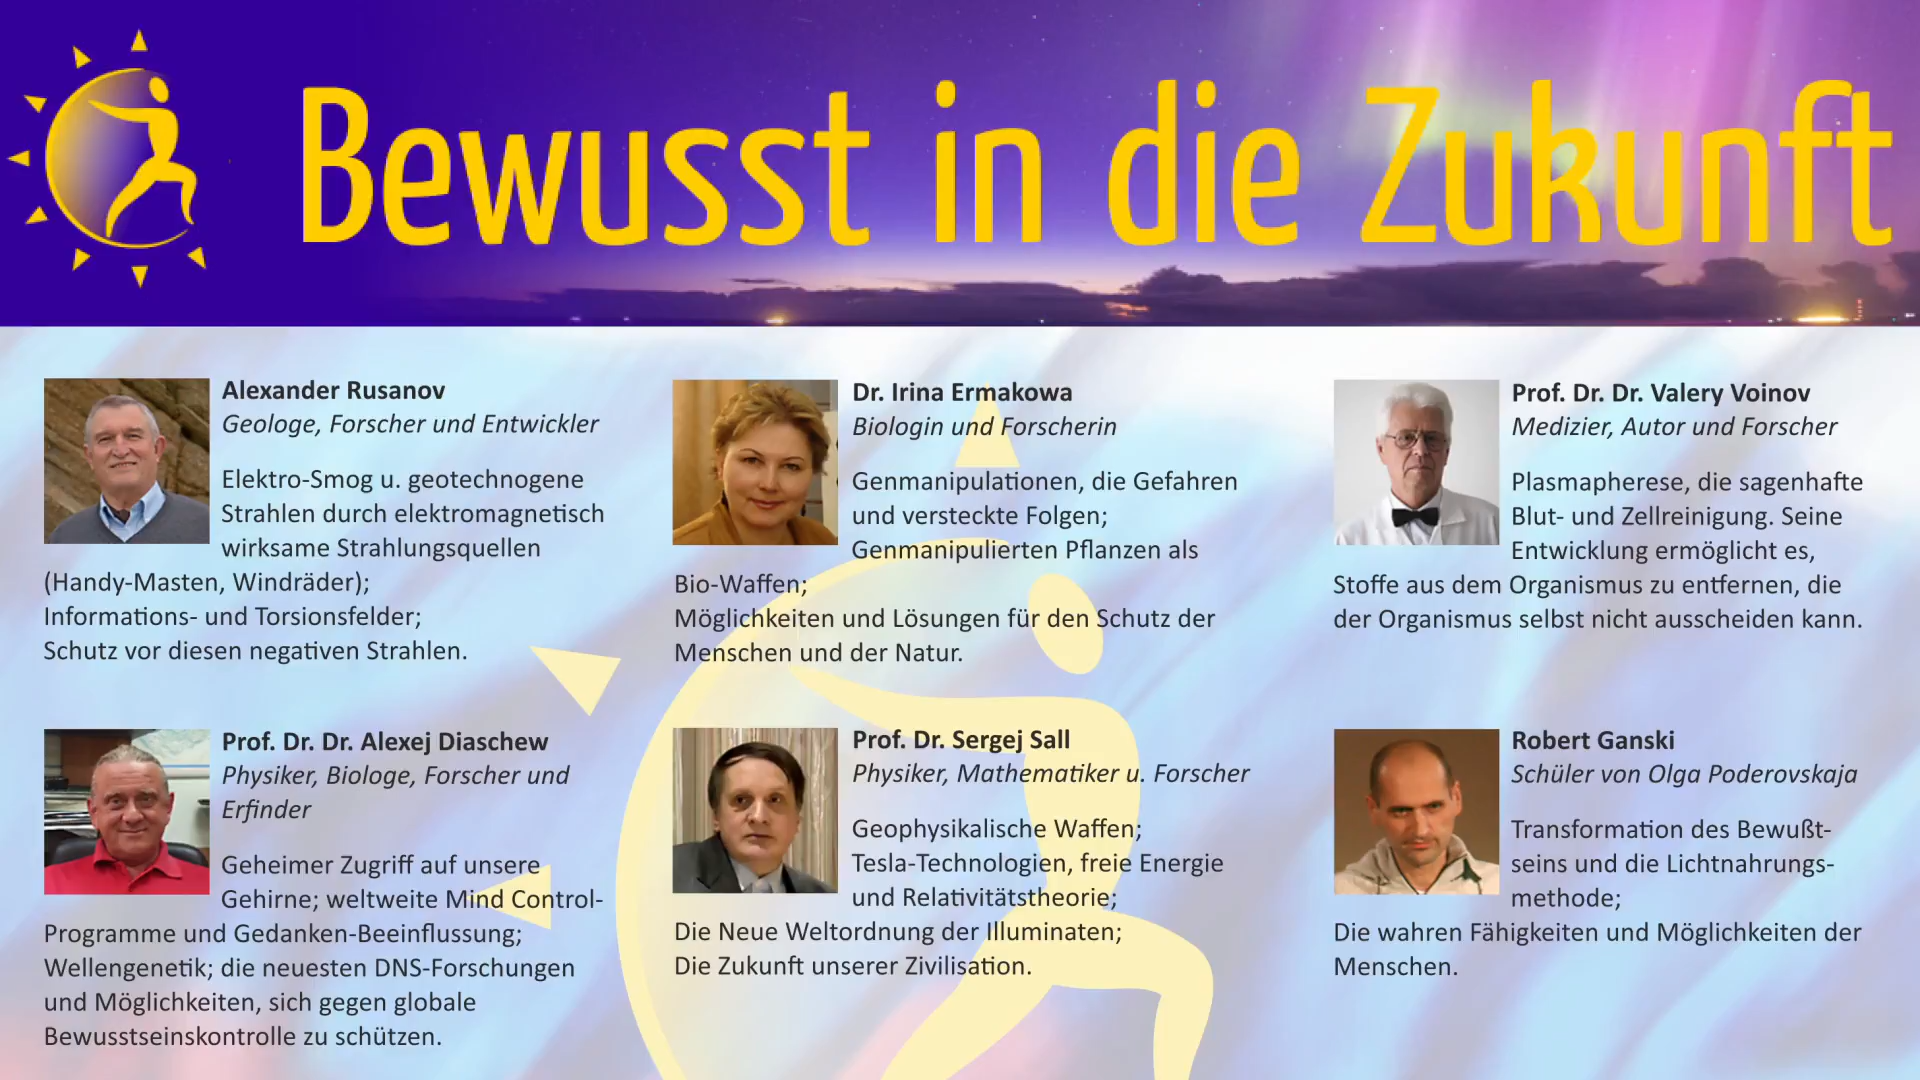 Bewusst in die Zukunft
Alexander Rusanov
Geologe, Forscher und Entwickler
Elektro-Smog u. geotechnogene
Strahlen durch elektromagnetisch
wirksame Strahlungsquellen
(Handy-Masten, Windräder);
Informations- und Torsionsfelder;
Schutz vor diesen negativen Strahlen.
Dr. Irina Ermakowa
Biologin und Forscherin
Genmanipulationen, die Gefahren
und versteckte Folgen;
Genmanipulierten Pflanzen als
Bio-Waffen;
Möglichkeiten und Lösungen für den Schutz der
Menschen und der Natur.
Prof. Dr. Dr. Valery Voinov
Medizier, Autor und Forscher
Plasmapherese, die sagenhafte
Blut- und Zellreinigung. Seine
Entwicklung ermöglicht es,
Stoffe aus dem Organismus zu entfernen, die
der Organismus selbst nicht ausscheiden kann.
Prof. Dr. Dr. Alexej Diaschew
Physiker, Biologe, Forscher und
Erfinder
Geheimer Zugriff auf unsere
Gehirne; weltweite Mind Control-
Programme und Gedanken-Beeinflussung;
Wellengenetik; die neuesten DNS-Forschungen
und Möglichkeiten, sich gegen globale
Bewusstseinskontrolle zu schützen.
Prof. Dr. Sergej Sall
Physiker, Mathematiker u. Forscher
Geophysikalische Waffen;
Tesla-Technologien, freie Energie
und Relativitätstheorie;
Die Neue Weltordnung der Illuminaten;
Die Zukunft unserer Zivilisation.
Robert Ganski
Schüler von Olga Poderovskaja
Transformation des Bewußt-
seins und die Lichtnahrungs-
methode;
Die wahren Fähigkeiten und Möglichkeiten der
Menschen.